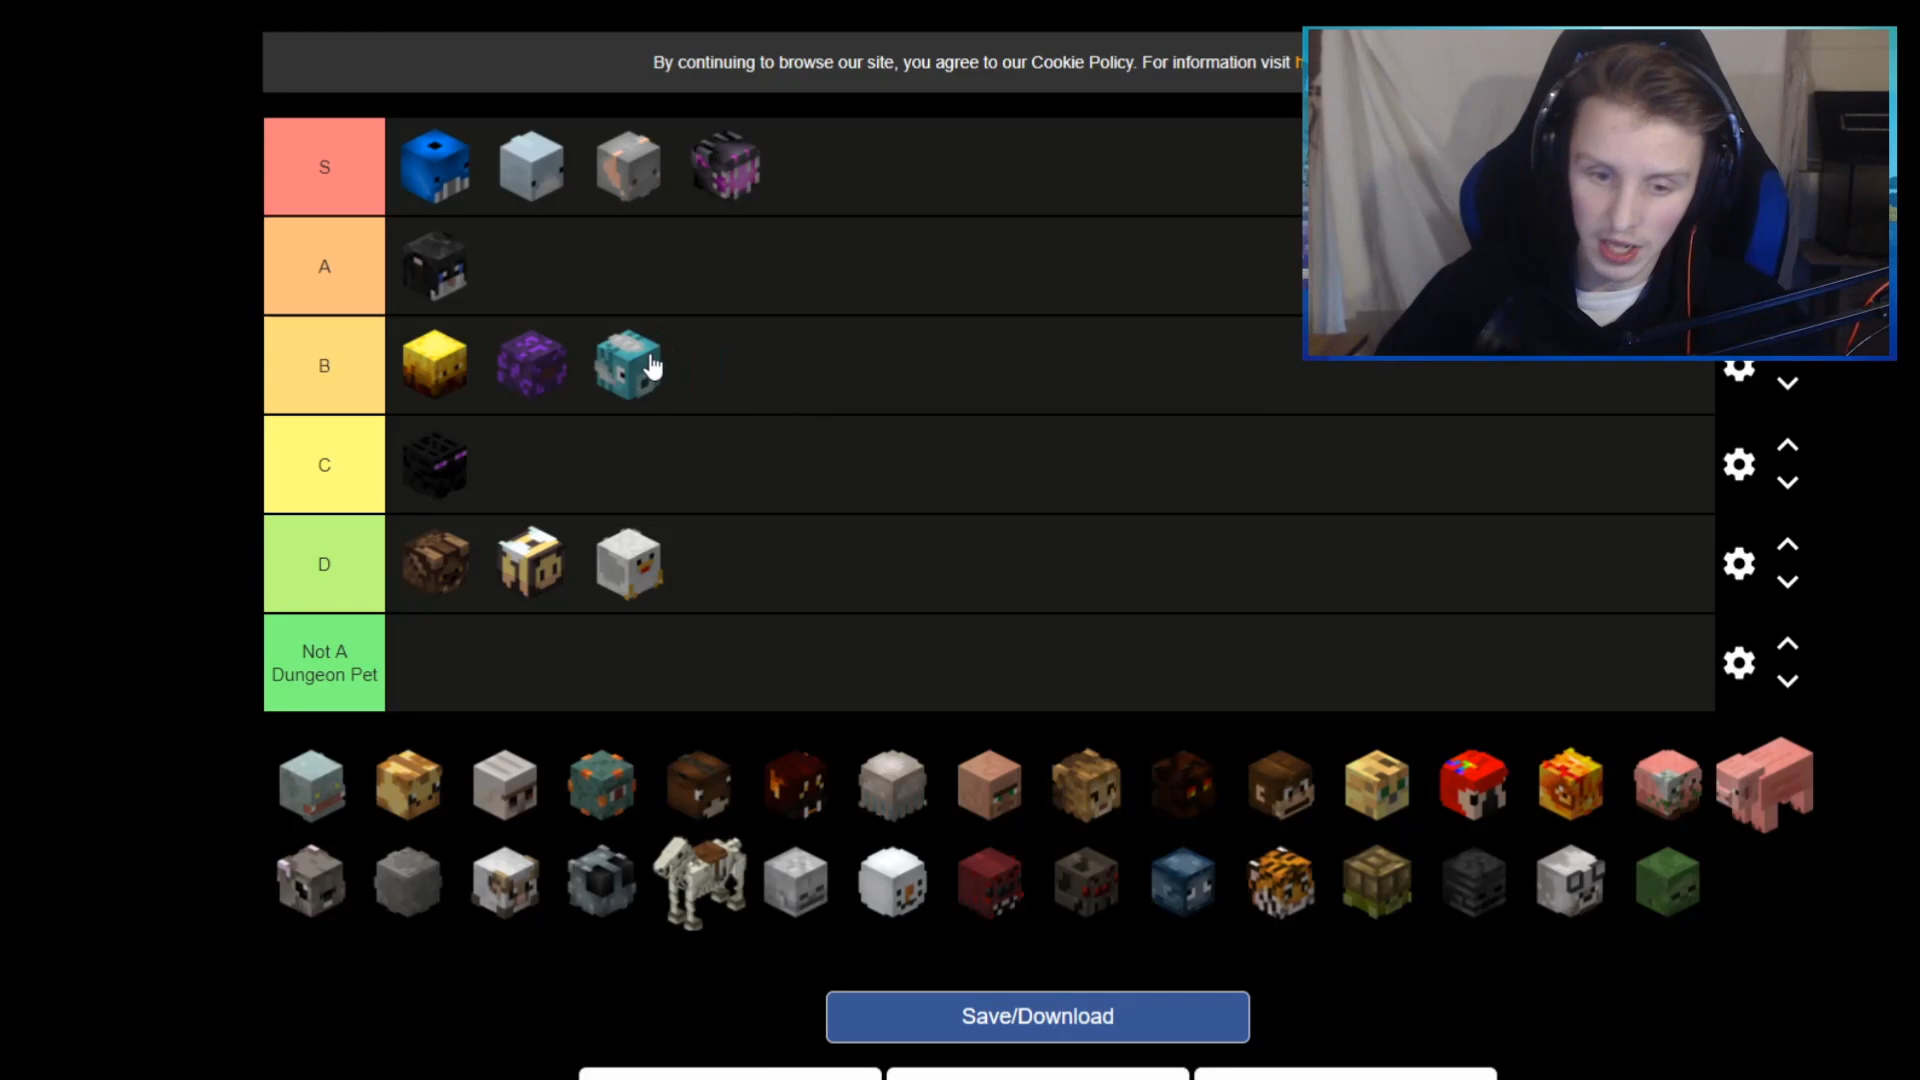 By continuing to browse our site, you agree to our Cookie Policy. For information visit h
S
A
B
C
D
Not A
Dungeon Pet
Save/Download